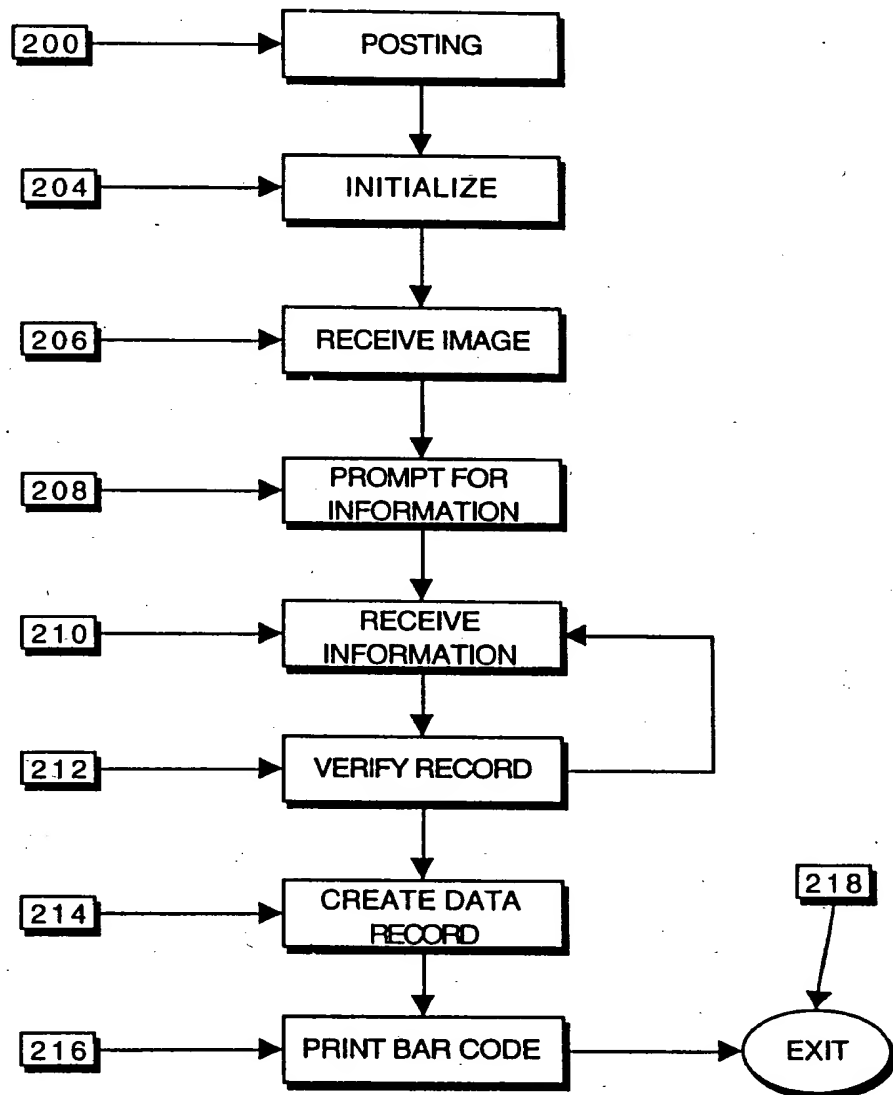 200
POSTING
204
INITIALIZE
206
RECEIVE IMAGE
208
PROMPT FOR
INFORMATION
210
RECEIVE
INFORMATION
212
VERIFY RECORD
214
CREATE DATA
RECORD
218
216
PRINT BAR CODE
EXIT